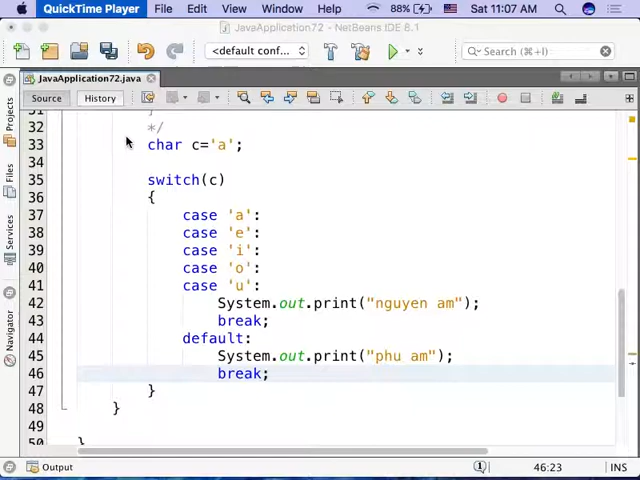 QuickTime Player File Edit View Window Help 88% Sat 11:07 AM
JavaApplication72 - NetBeans IDE 8.1
<default conf... Search (⌘+I)
JavaApplication72.java
Source History
Projects
Files
Services
Navigator
31
32 */
33 char c='a';
34
35 switch(c)
36 {
37 case 'a':
38 case 'e':
39 case 'i':
40 case 'o':
41 case 'u':
42 System.out.print("nguyen am");
43 break;
44 default:
45 System.out.print("phu am");
46 break;
47 }
48 }
49
50 }
Output 1 46:23 INS